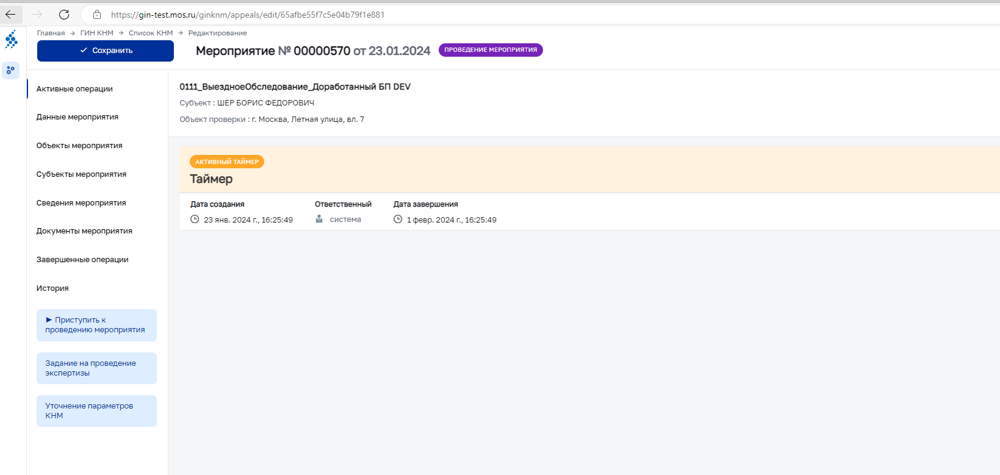 https://gin-test.mos.ru/ginknm/appeals/edit/65afbe55f7c5e04b79f1e881
Главная → ГИН КНМ → Список КНМ → Редактирование
Сохранить
Мероприятие № 00000570 от 23.01.2024
ПРОВЕДЕНИЕ МЕРОПРИЯТИЯ
Активные операции
Данные мероприятия
Объекты мероприятия
Субъекты мероприятия
Сведения мероприятия
Документы мероприятия
Завершенные операции
История
Приступить к
проведению мероприятия
Задание на проведение
экспертизы
Уточнение параметров
КНМ
0111_ВыездноеОбследование_Доработанный БП DEV
Субъект : ШЕР БОРИС ФЕДОРОВИЧ
Объект проверки : г. Москва, Летная улица, вл. 7
АКТИВНЫЙ ТАЙМЕР
Таймер
Дата создания
23 янв. 2024 г., 16:25:49
Ответственный
система
Дата завершения
1 февр. 2024 г., 16:25:49